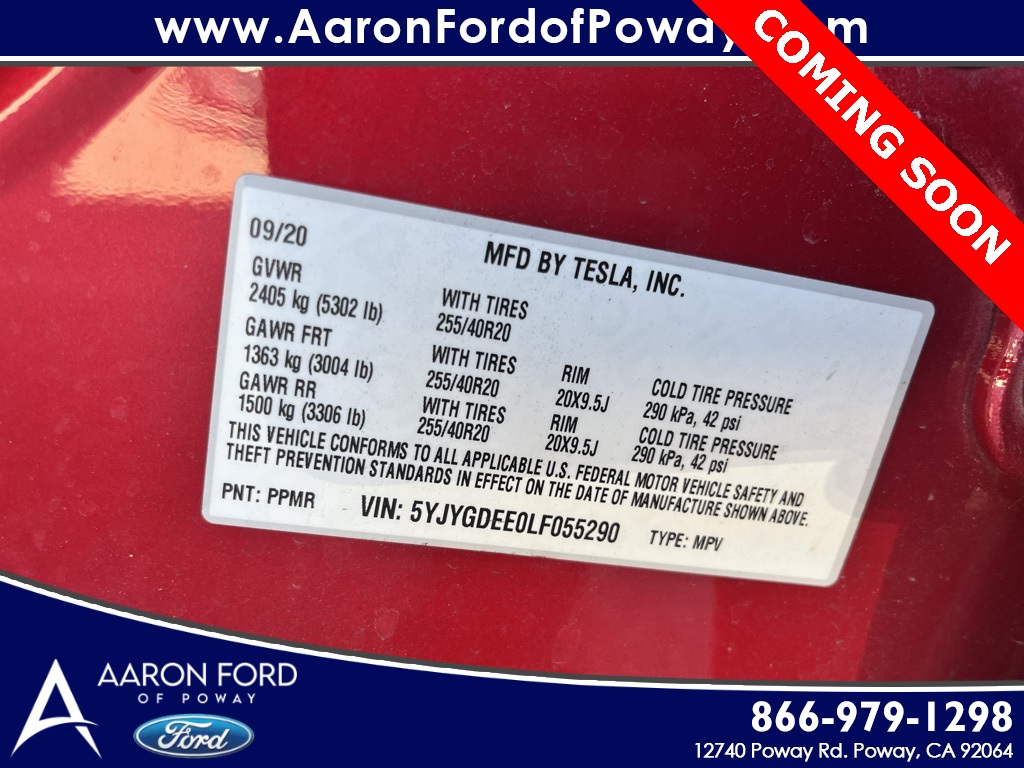 www.AaronFordofPoway. m
COMING SOON
09/20
MFD BY TESLA, INC.
GVWR
2405 kg (5302 lb)
WITH TIRES
255/40R20
GAWR FRT
1363 kg (3004 lb)
WITH TIRES
255/40R20
RIM
20X9.5J
COLD TIRE PRESSURE
290 kPa, 42 psi
GAWR RR
1500 kg (3306 lb)
WITH TIRES
255/40R20
RIM
20X9.5J
COLD TIRE PRESSURE
290 kPa, 42 psi
THIS VEHICLE CONFORMS TO ALL APPLICABLE U.S. FEDERAL MOTOR VEHICLE SAFETY AND
THEFT PREVENTION STANDARDS IN EFFECT ON THE DATE OF MANUFACTURE SHOWN ABOVE.
PNT: PPMR
VIN: 5YJYGDEE0LF055290
TYPE: MPV
AARON FORD
OF POWAY
Ford
866-979-1298
12740 Poway Rd. Poway, CA 92064